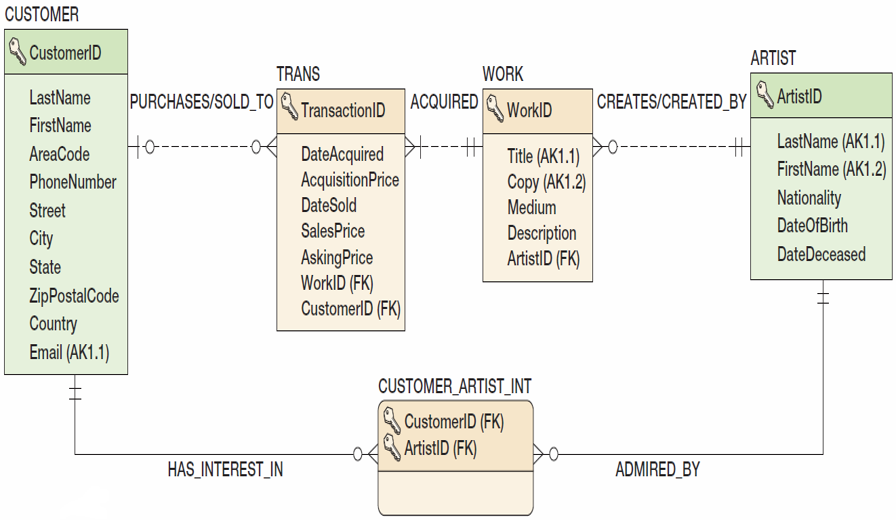 CUSTOMER
CustomerID
LastName
FirstName
AreaCode
PhoneNumber
Street
City
State
ZipPostalCode
Country
Email (AK1.1)
PURCHASES/SOLD_TO
TRANS
TransactionID
DateAcquired
AcquisitionPrice
DateSold
SalesPrice
AskingPrice
WorkID (FK)
CustomerID (FK)
ACQUIRED
WORK
WorkID
Title (AK1.1)
Copy (AK1.2)
Medium
Description
ArtistID (FK)
CREATES/CREATED_BY
ARTIST
ArtistID
LastName (AK1.1)
FirstName (AK1.2)
Nationality
DateOfBirth
DateDeceased
HAS_INTEREST_IN
CUSTOMER_ARTIST_INT
CustomerID (FK)
ArtistID (FK)
ADMIRED_BY